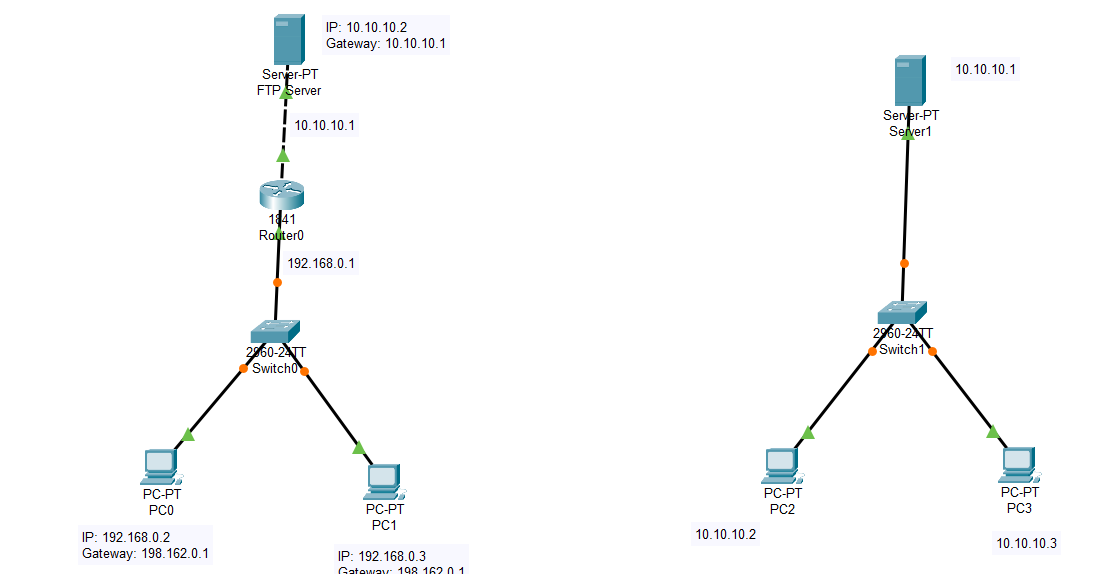 IP: 10.10.10.2
Gateway: 10.10.10.1
Server-PT
FTP Server
10.10.10.1
1841
Router0
192.168.0.1
2960-24TT
Switch0
PC-PT
PC0
IP: 192.168.0.2
Gateway: 198.162.0.1
PC-PT
PC1
IP: 192.168.0.3
Gateway: 198.162.0.1
10.10.10.1
Server-PT
Server1
2960-24TT
Switch1
PC-PT
PC2
10.10.10.2
PC-PT
PC3
10.10.10.3